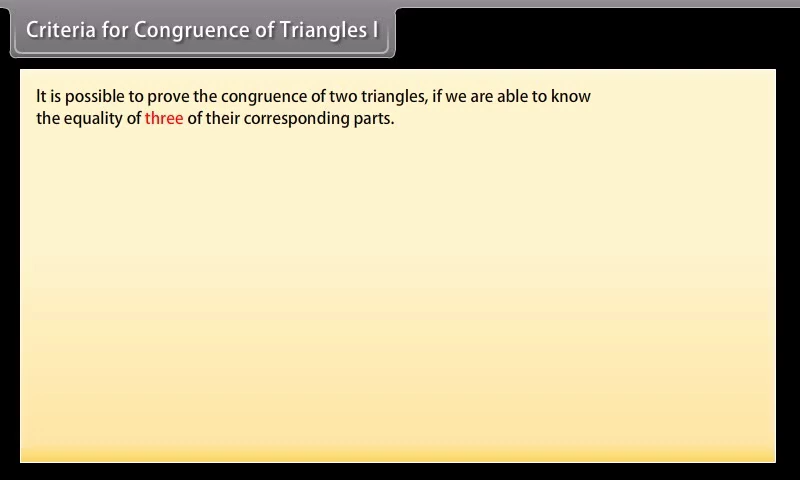 Criteria for Congruence of Triangles I
It is possible to prove the congruence of two triangles, if we are able to know
the equality of three of their corresponding parts.